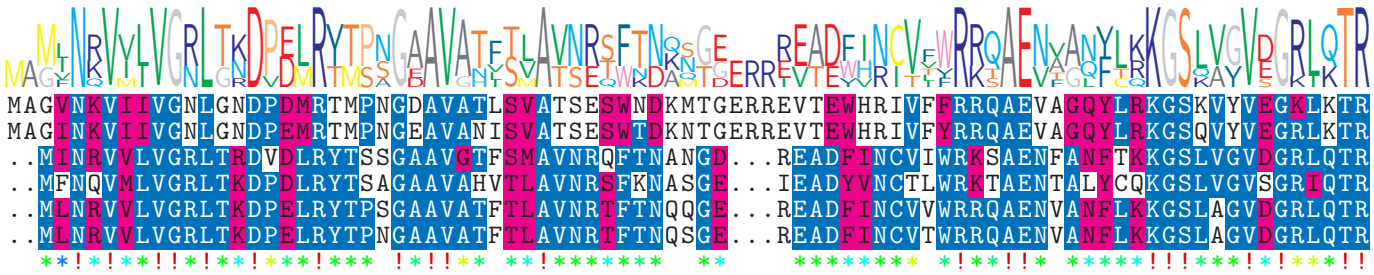 MAGVNKVIIVGNLGNDPDMRTMPNGDAVATLSVATSESWNDKMTGERREVTEWHRIVFFRRQAEVAGQYLRKGSKVYVEGKLKTR
MAGINKVIIVGNLGNDPEMRTMPNGEAVANISVATSESWTDKNTGERREVTEWHRIVFYRRQAEVAGQYLRKGSQVYVEGRLKTR
..MINRVVLVGRLTRDVDLRYTSSGAAVGTFSMAVNRQFTNANGD...READFINCVIWRKSAENFANFTKKGSLVGVDGRLQTR
..MFNQVMLVGRLTKDPDLRYTSAGAAVAHVTLAVNRSFKNASGE...IEADYVNCTLWRKTAENTALYCQKGSLVGVSGRIQTR
..MLNRVVLVGRLTKDPELRYTPSGAAVATFTLAVNRTFTNQQGE...READFINCVVWRRQAENVANFLKKGSLAGVDGRLQTR
..MLNRVVLVGRLTKDPELRYTPNGAAVATFTLAVNRTFTNQSGE...READFINCVTWRRQAENVANFLKKGSLAGVDGRLQTR